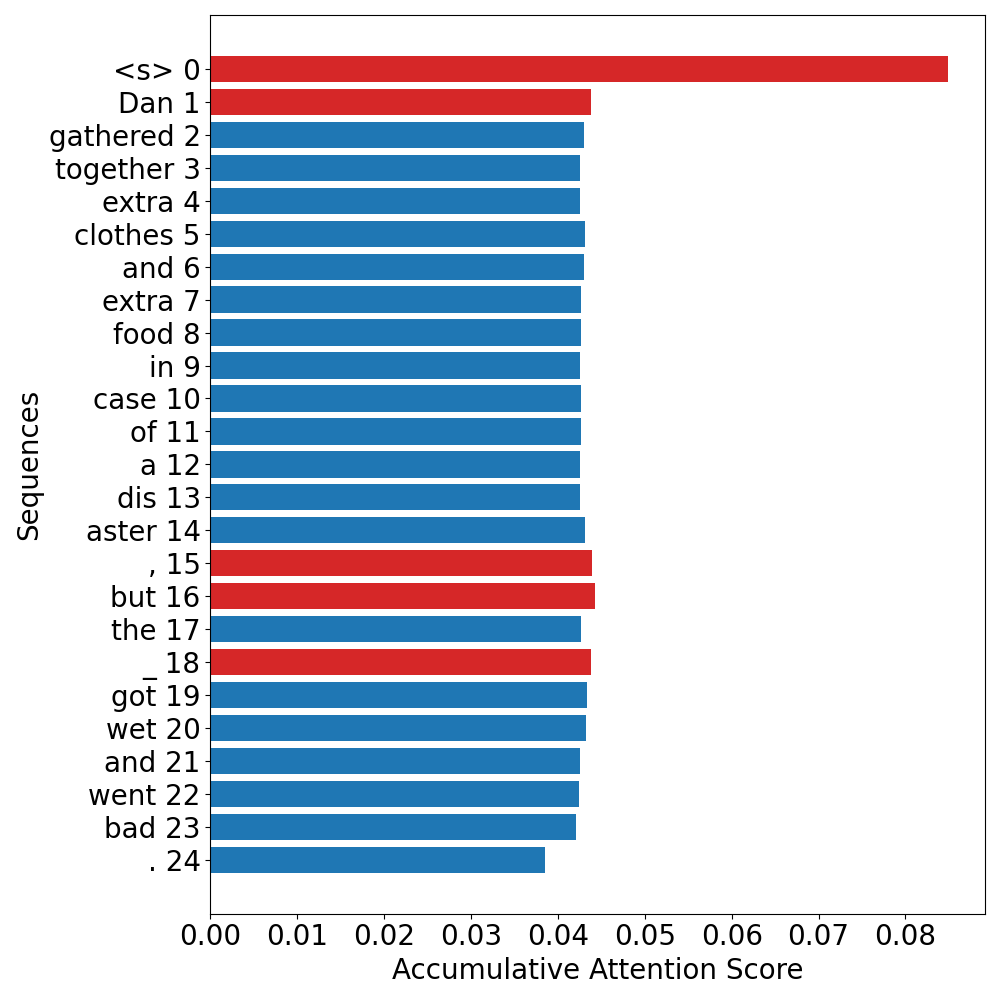 <s> 0
Dan 1
gathered 2
together 3
extra 4
clothes 5
and 6
extra 7
food 8
in 9
case 10
of 11
a 12
dis 13
aster 14
, 15
but 16
the 17
_ 18
got 19
wet 20
and 21
went 22
bad 23
. 24
Sequences
0.00 0.01 0.02 0.03 0.04 0.05 0.06 0.07 0.08
Accumulative Attention Score